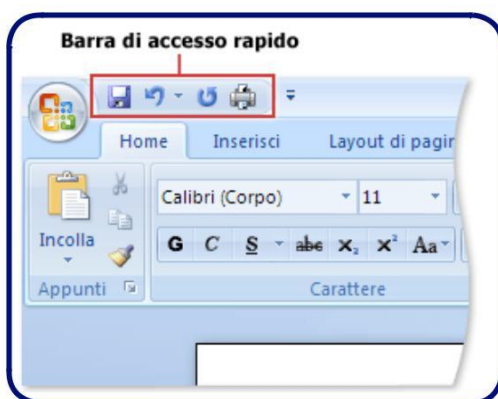 Barra di accesso rapido
Home Inserisci Layout di pagin
Calibri (Corpo) 11
Incolla
G C S abc x₂ x² Aa
Appunti Carattere